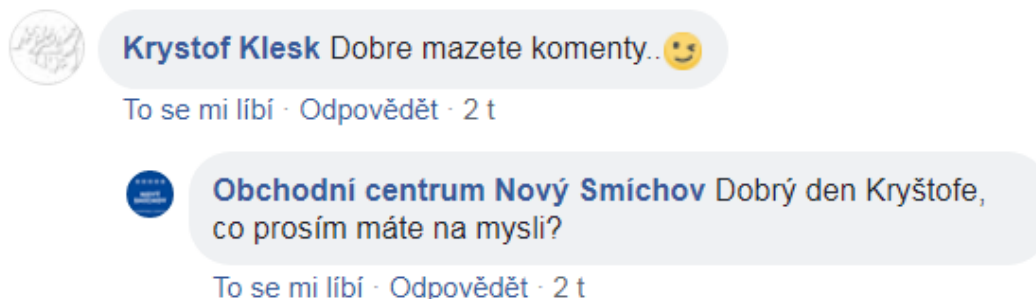 Krystof Klesk Dobre mazete komenty..😉
To se mi líbí · Odpovědět · 2 t
Obchodní centrum Nový Smíchov Dobrý den Kryštofe,
co prosím máte na mysli?
To se mi líbí · Odpovědět · 2 t